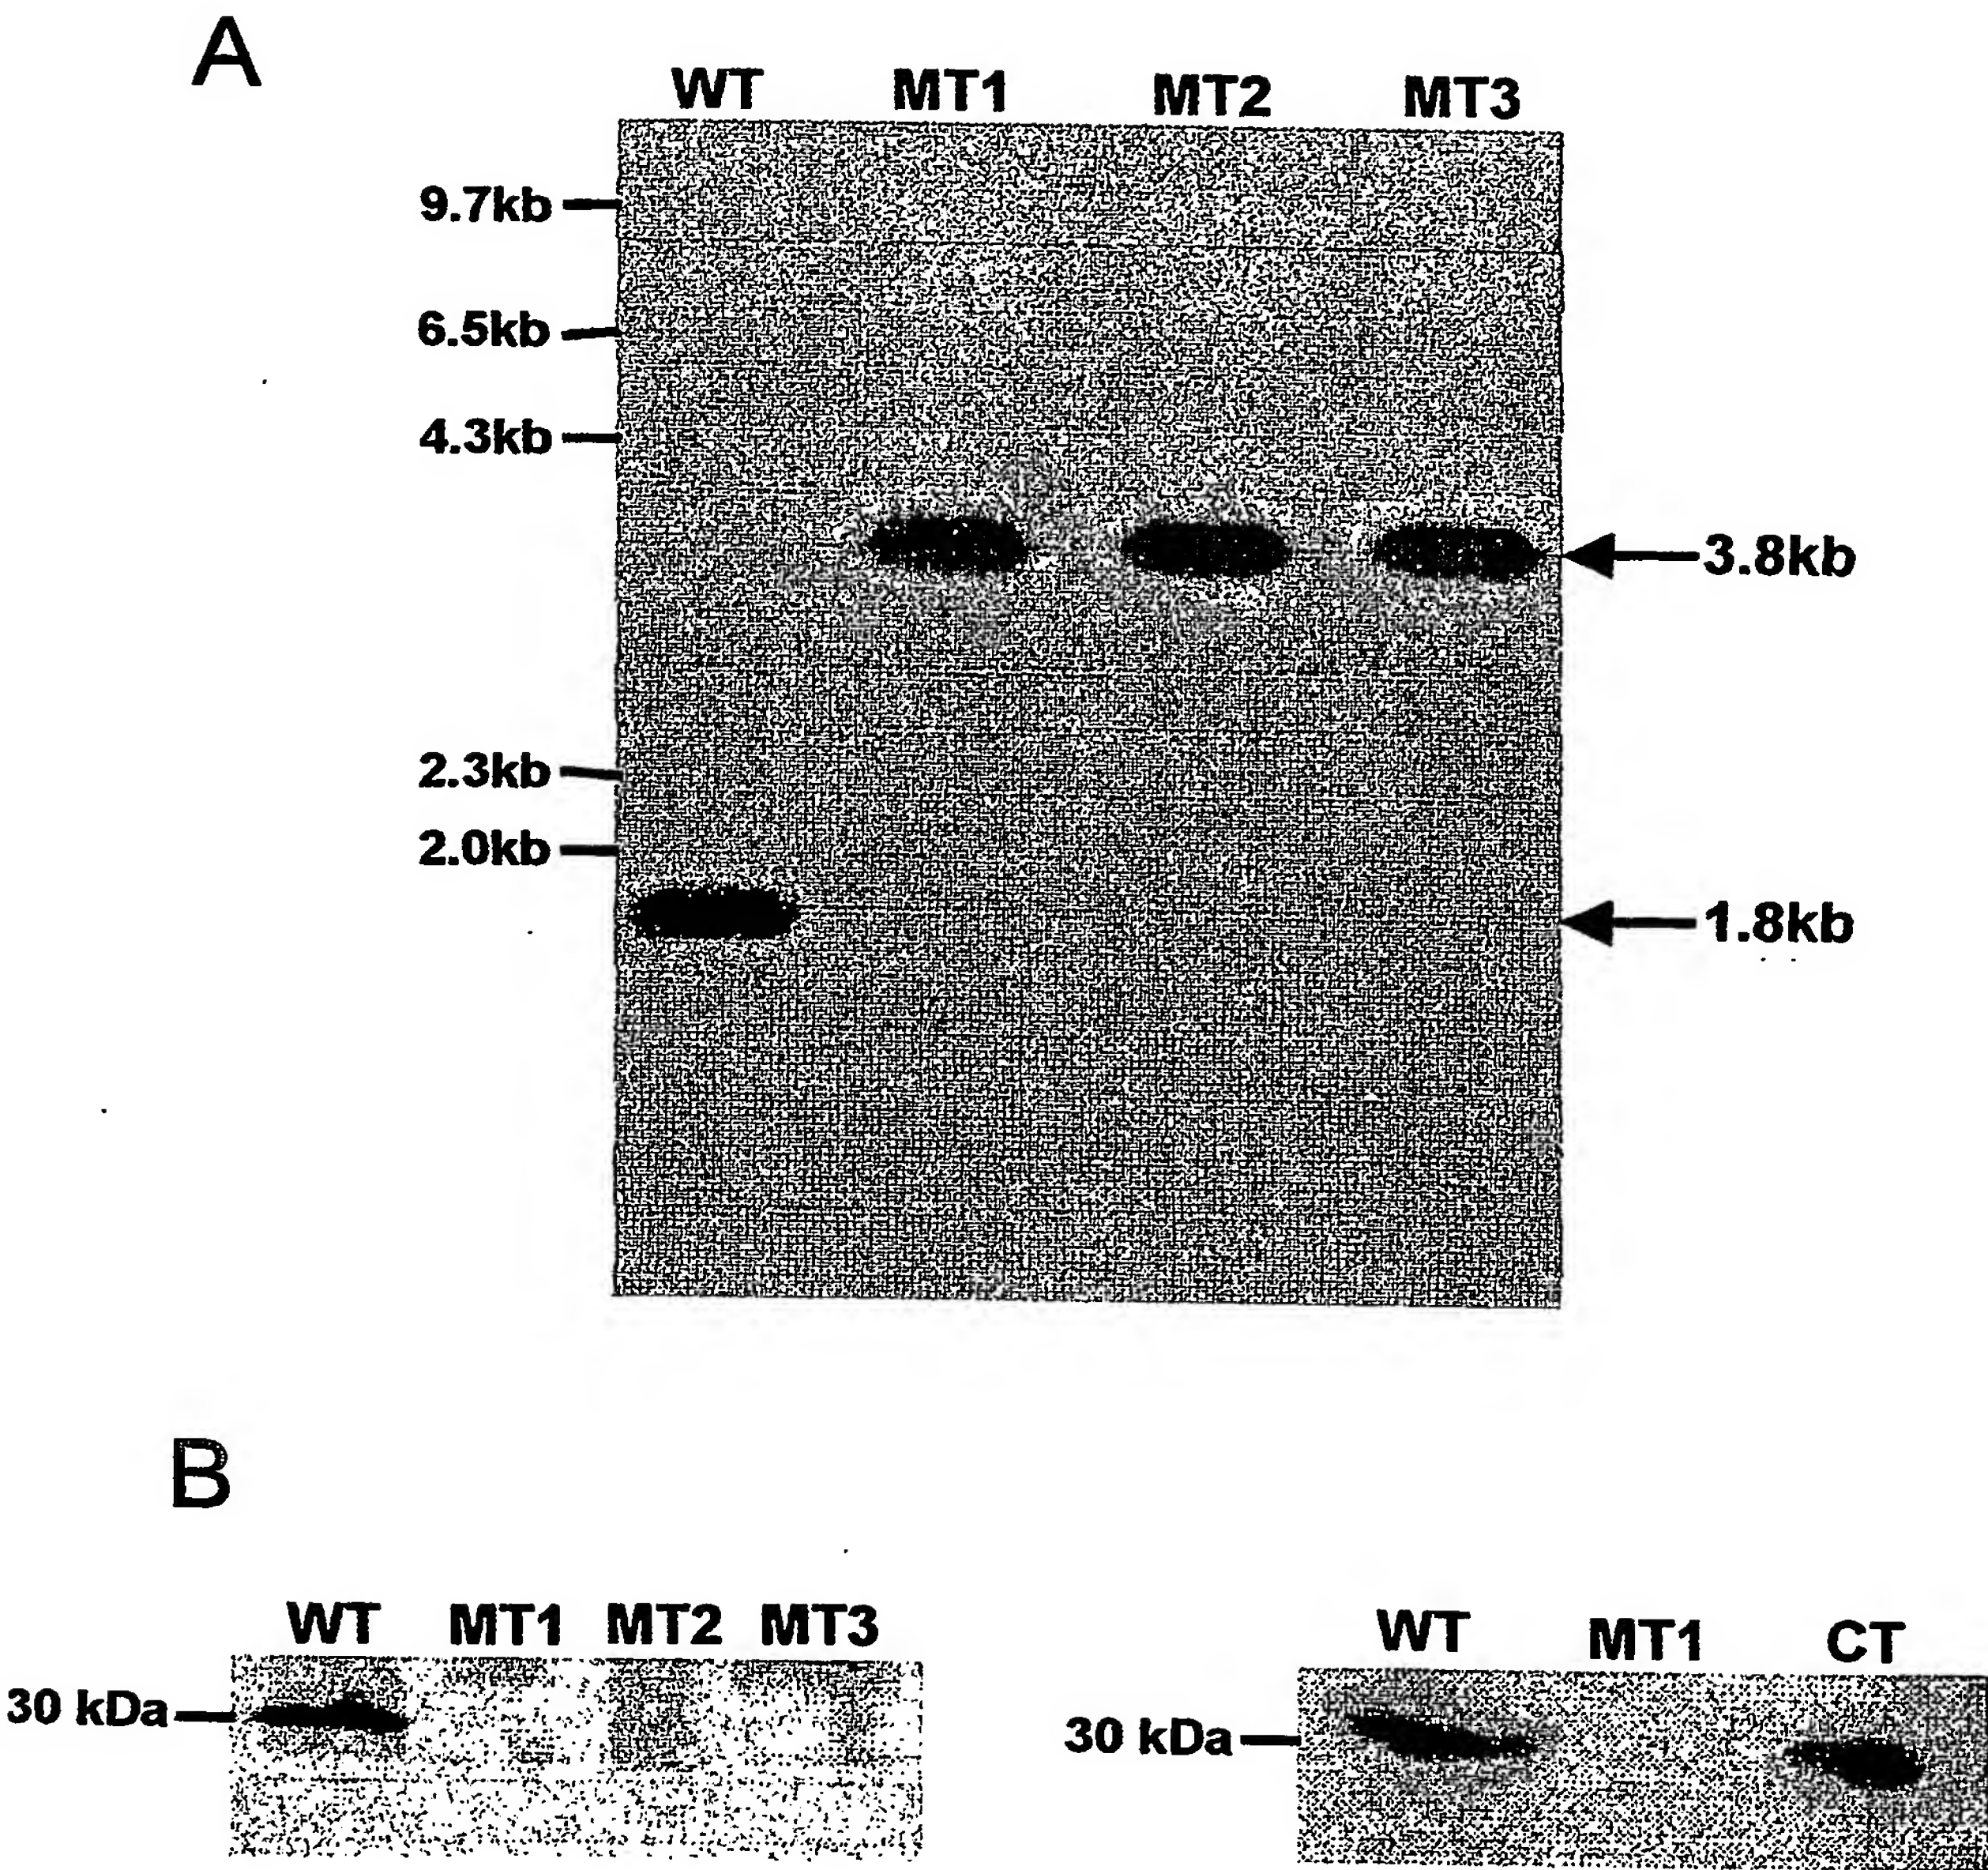 A
WT MT1 MT2 MT3
9.7kb
6.5kb
4.3kb
3.8kb
2.3kb
2.0kb
1.8kb
B
WT MT1 MT2 MT3
30 kDa
WT MT1 CT
30 kDa